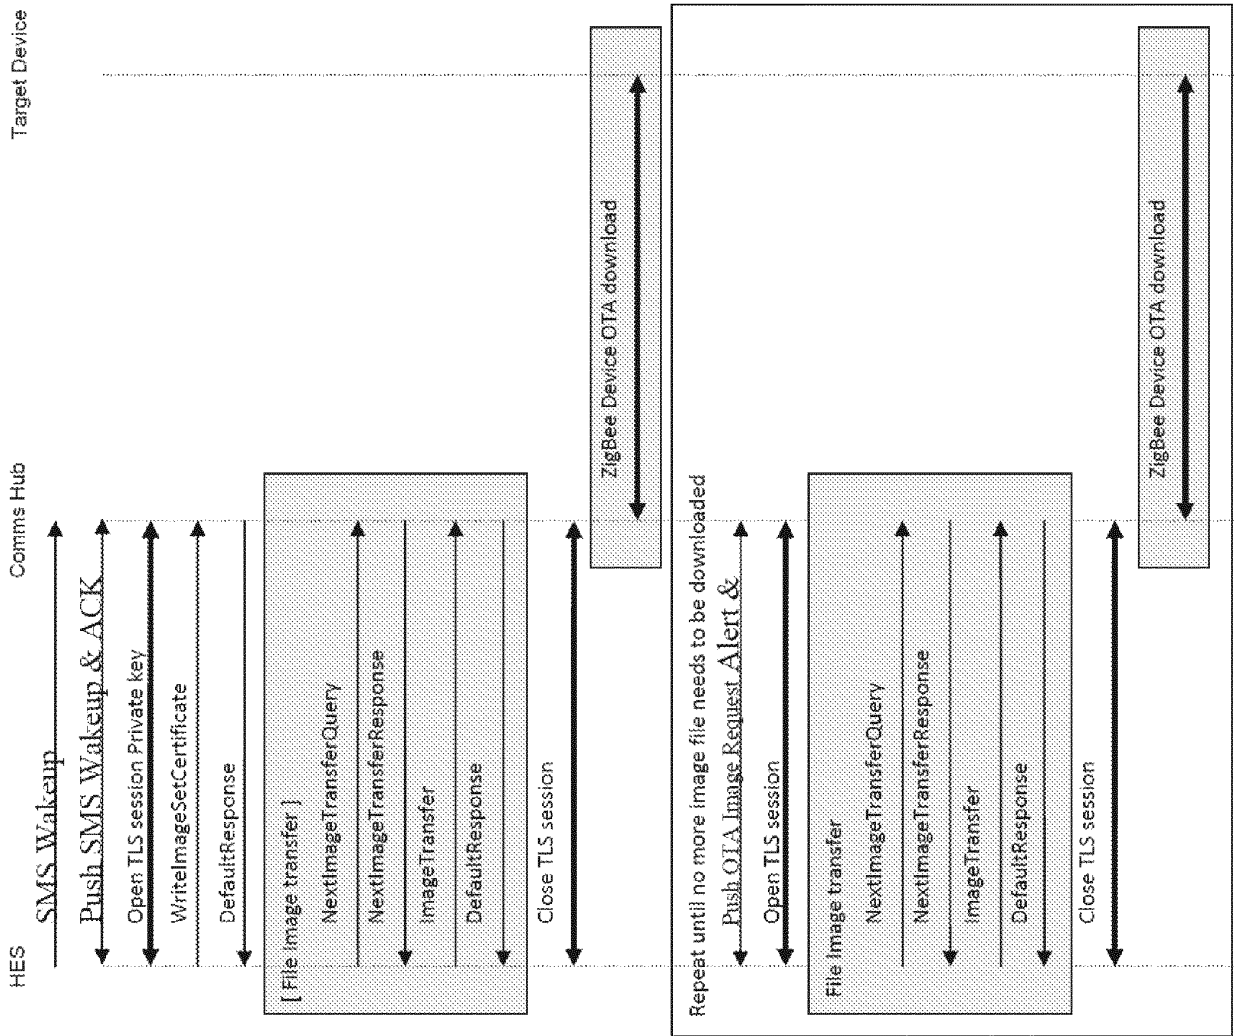 HES
Comms Hub
Target Device
SMS Wakeup
Push SMS Wakeup & ACK
Open TLS session Private key
WriteImageSetCertificate
DefaultResponse
[ File Image transfer ]
NextImageTransferQuery
NextImageTransferResponse
ImageTransfer
DefaultResponse
Close TLS session
ZigBee Device OTA download
Repeat until no more image file needs to be downloaded
Push OTA Image Request Alert &
Open TLS session
File Image transfer
NextImageTransferQuery
NextImageTransferResponse
ImageTransfer
DefaultResponse
Close TLS session
ZigBee Device OTA download